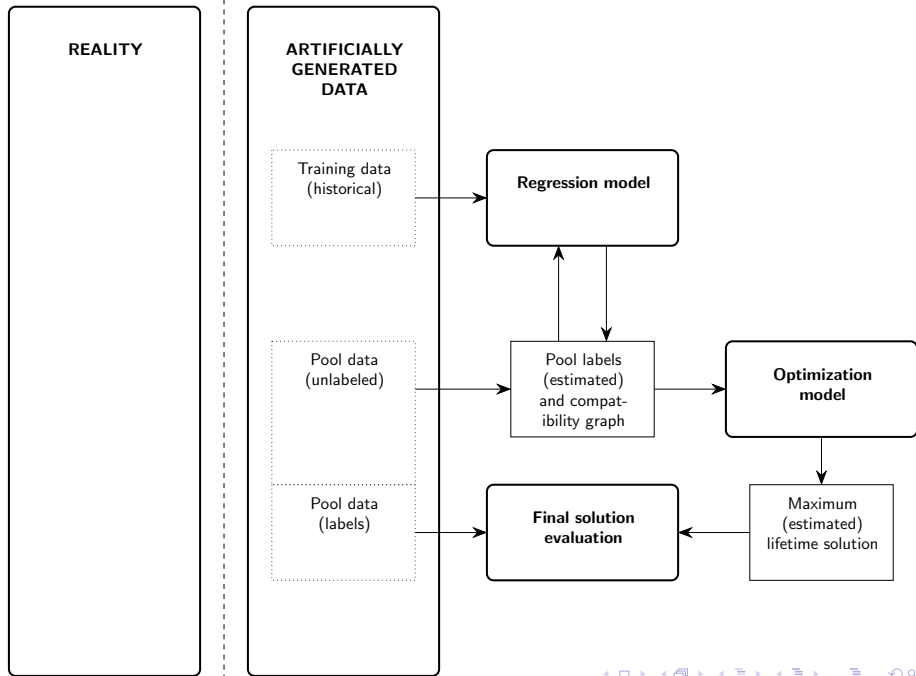 REALITY
ARTIFICIALLY
GENERATED
DATA
Training data
(historical)
Regression model
Pool data
(unlabeled)
Pool labels
(estimated)
and compat-
ibility graph
Optimization
model
Pool data
(labels)
Final solution
evaluation
Maximum
(estimated)
lifetime solution